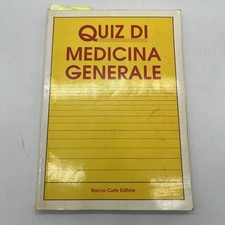 QUIZ DI
MEDICINA
GENERALE
Rocco Curto Editore